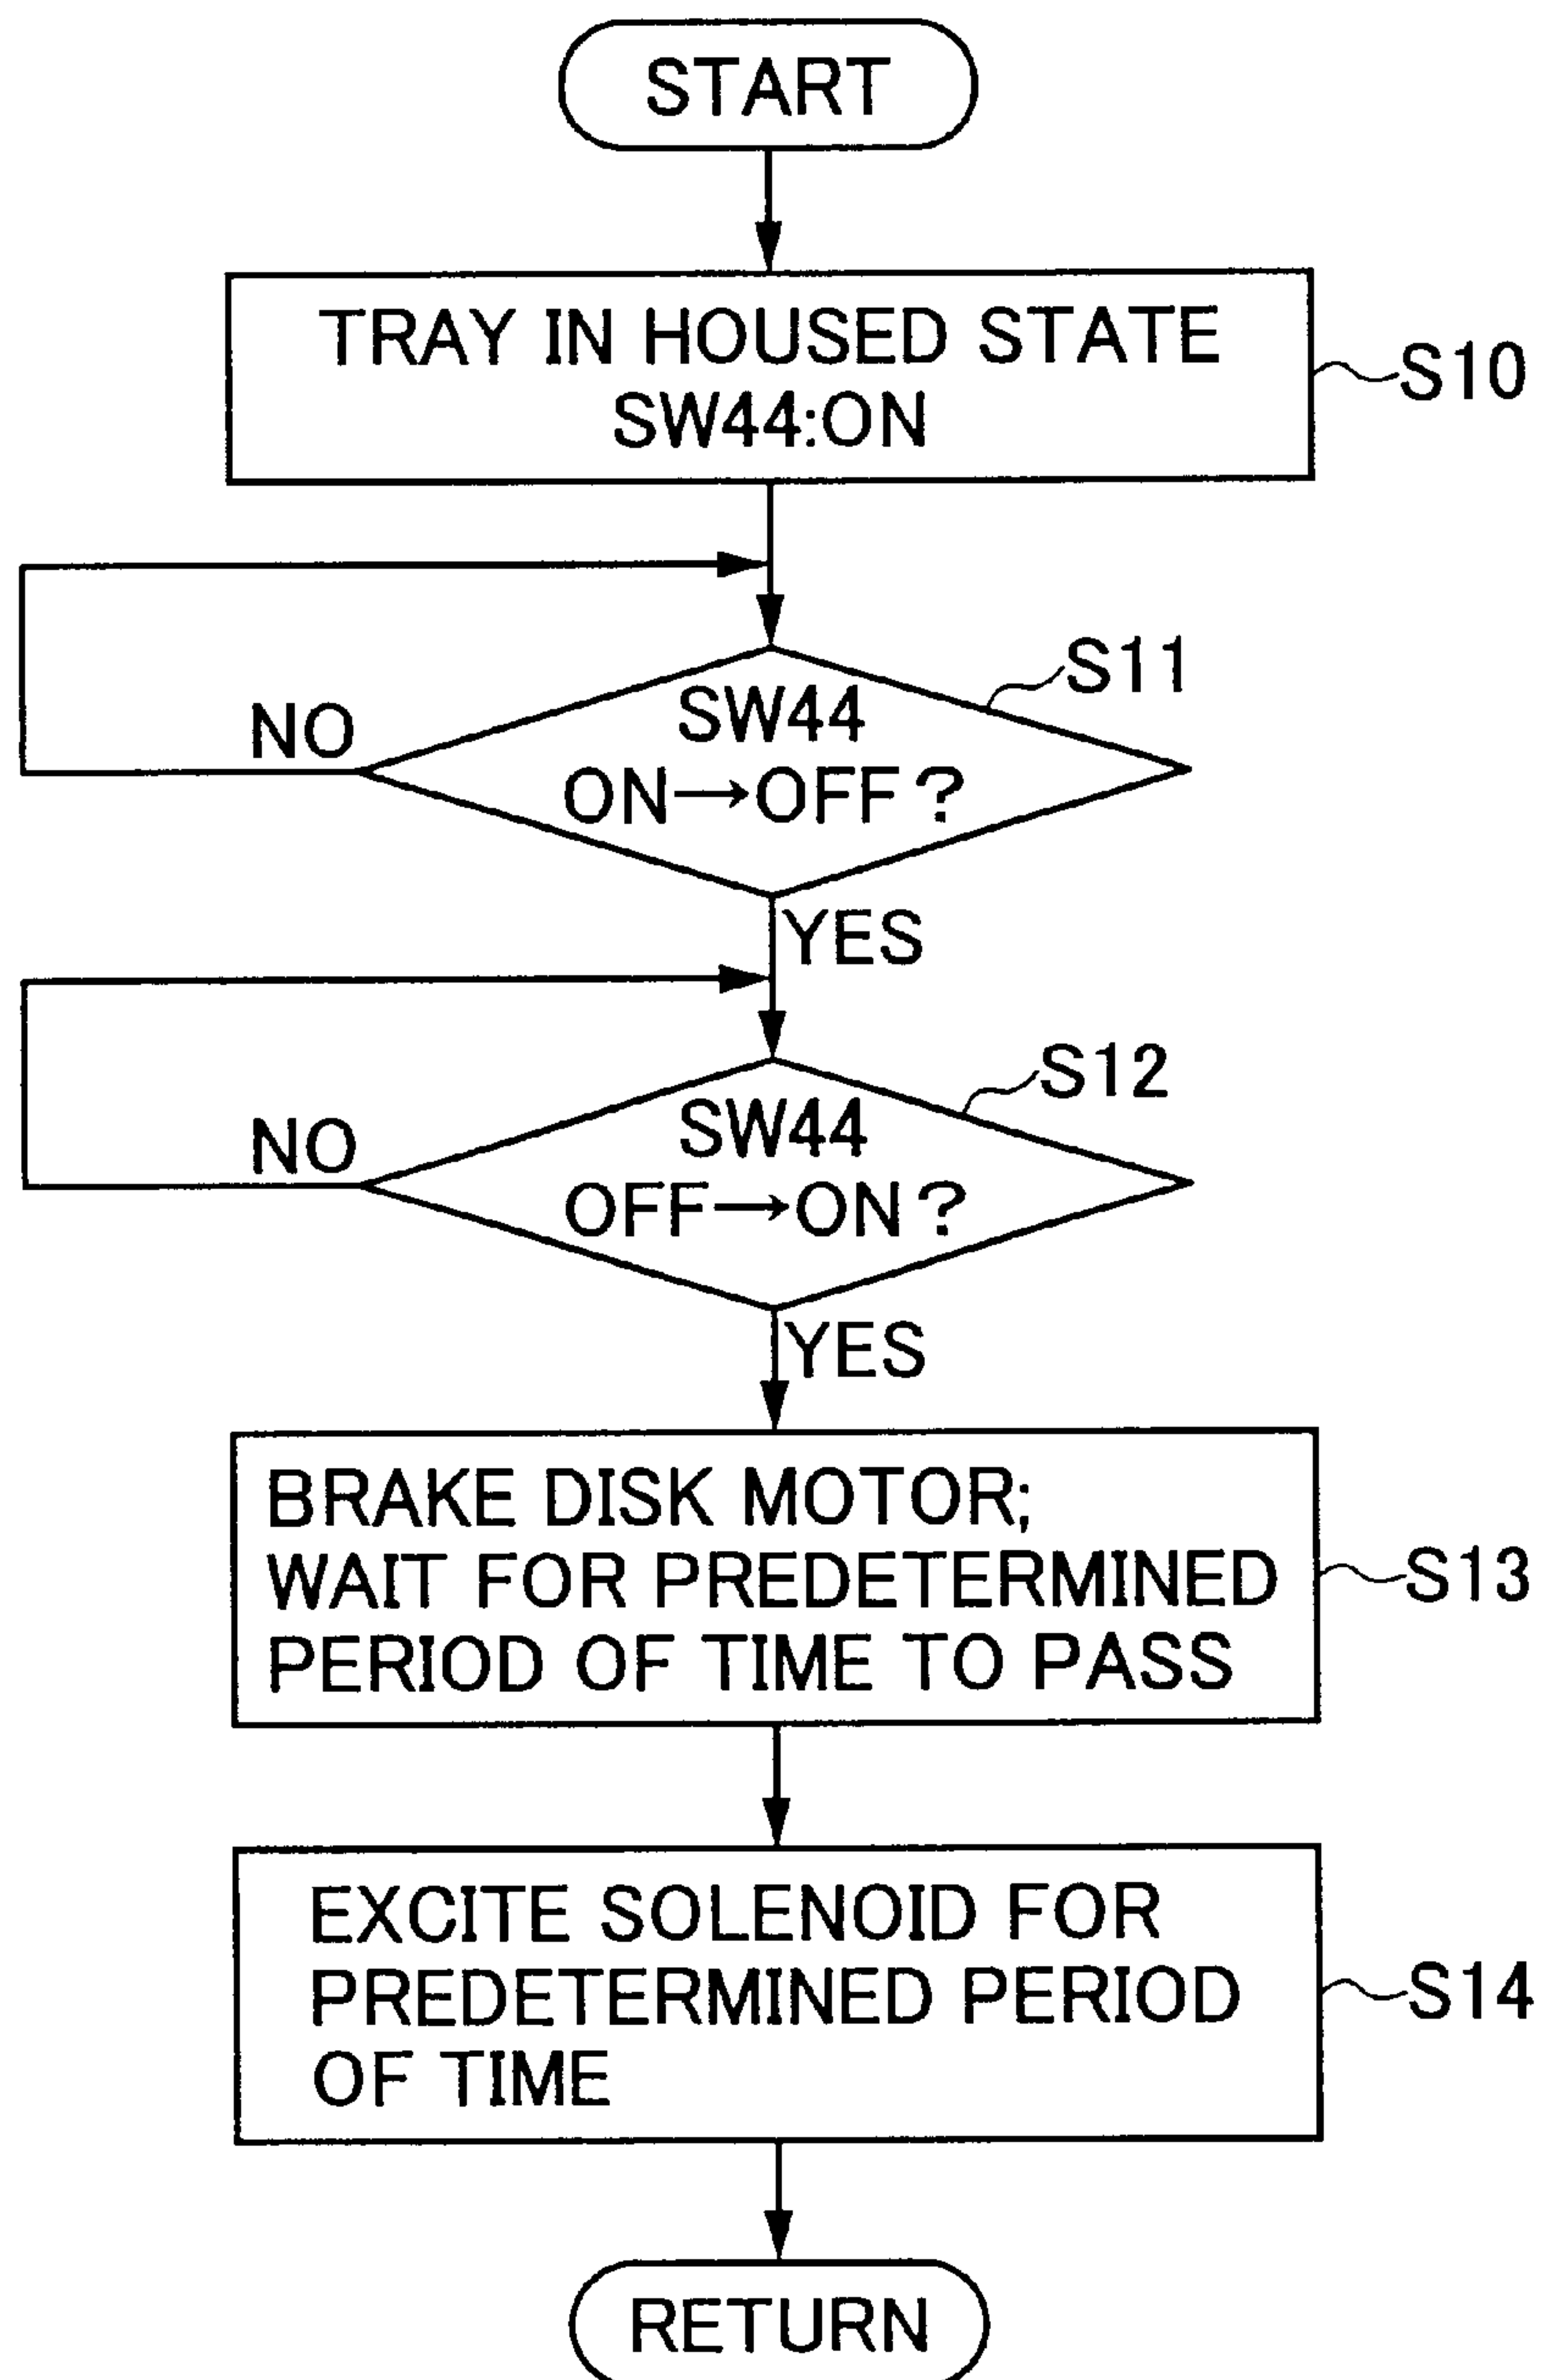 START
TRAY IN HOUSED STATE
SW44:ON
S10
S11
SW44
ON→OFF?
NO
YES
S12
SW44
OFF→ON?
NO
YES
BRAKE DISK MOTOR;
WAIT FOR PREDETERMINED
PERIOD OF TIME TO PASS
S13
EXCITE SOLENOID FOR
PREDETERMINED PERIOD
OF TIME
S14
RETURN